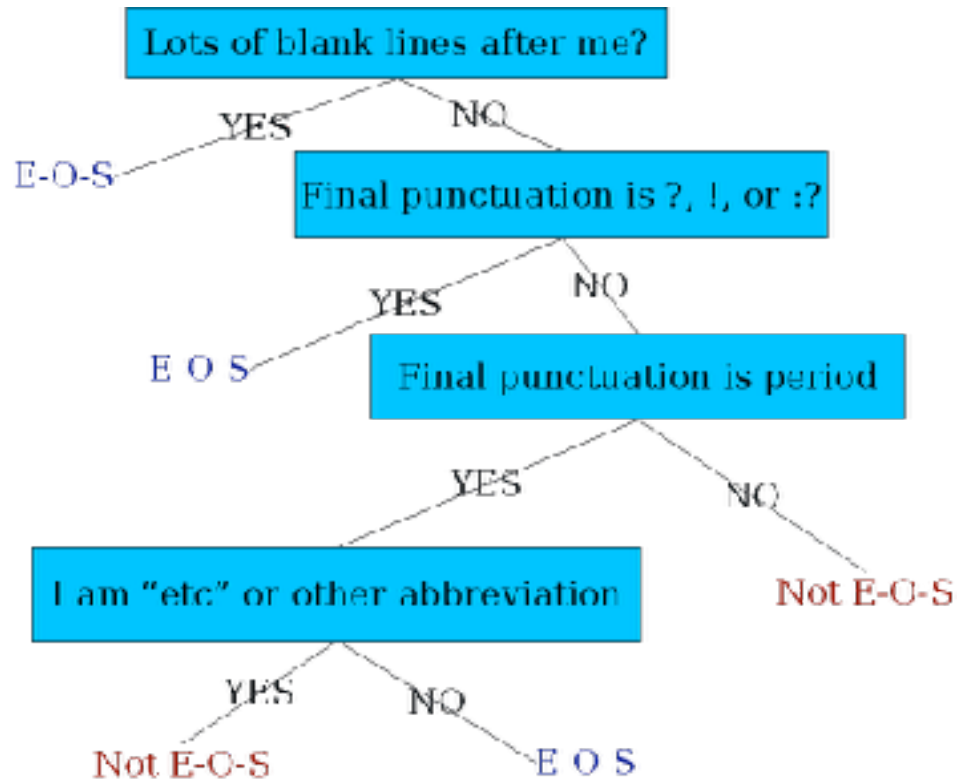 Lots of blank lines after me?
YES
NO
E-O-S
Final punctuation is ?, !, or :?
YES
NO
E O S
Final punctuation is period
YES
NO
I am “etc” or other abbreviation
Not E-O-S
YES
NO
Not E-O-S
E O S